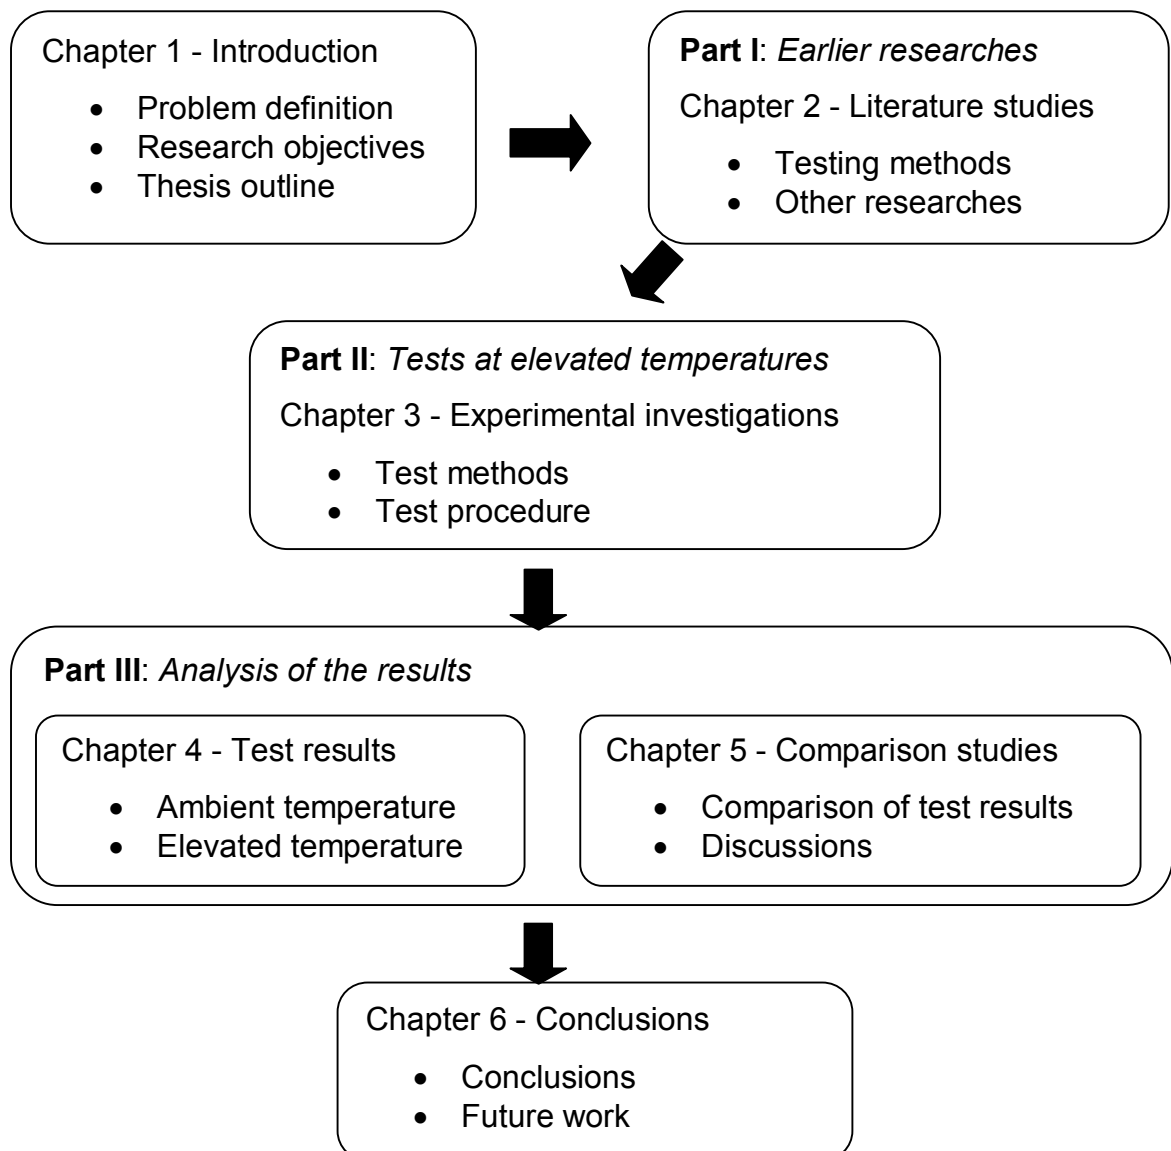 Chapter 1 - Introduction
• Problem definition
• Research objectives
• Thesis outline
Part I: Earlier researches
Chapter 2 - Literature studies
• Testing methods
• Other researches
Part II: Tests at elevated temperatures
Chapter 3 - Experimental investigations
• Test methods
• Test procedure
Part III: Analysis of the results
Chapter 4 - Test results
• Ambient temperature
• Elevated temperature
Chapter 5 - Comparison studies
• Comparison of test results
• Discussions
Chapter 6 - Conclusions
• Conclusions
• Future work